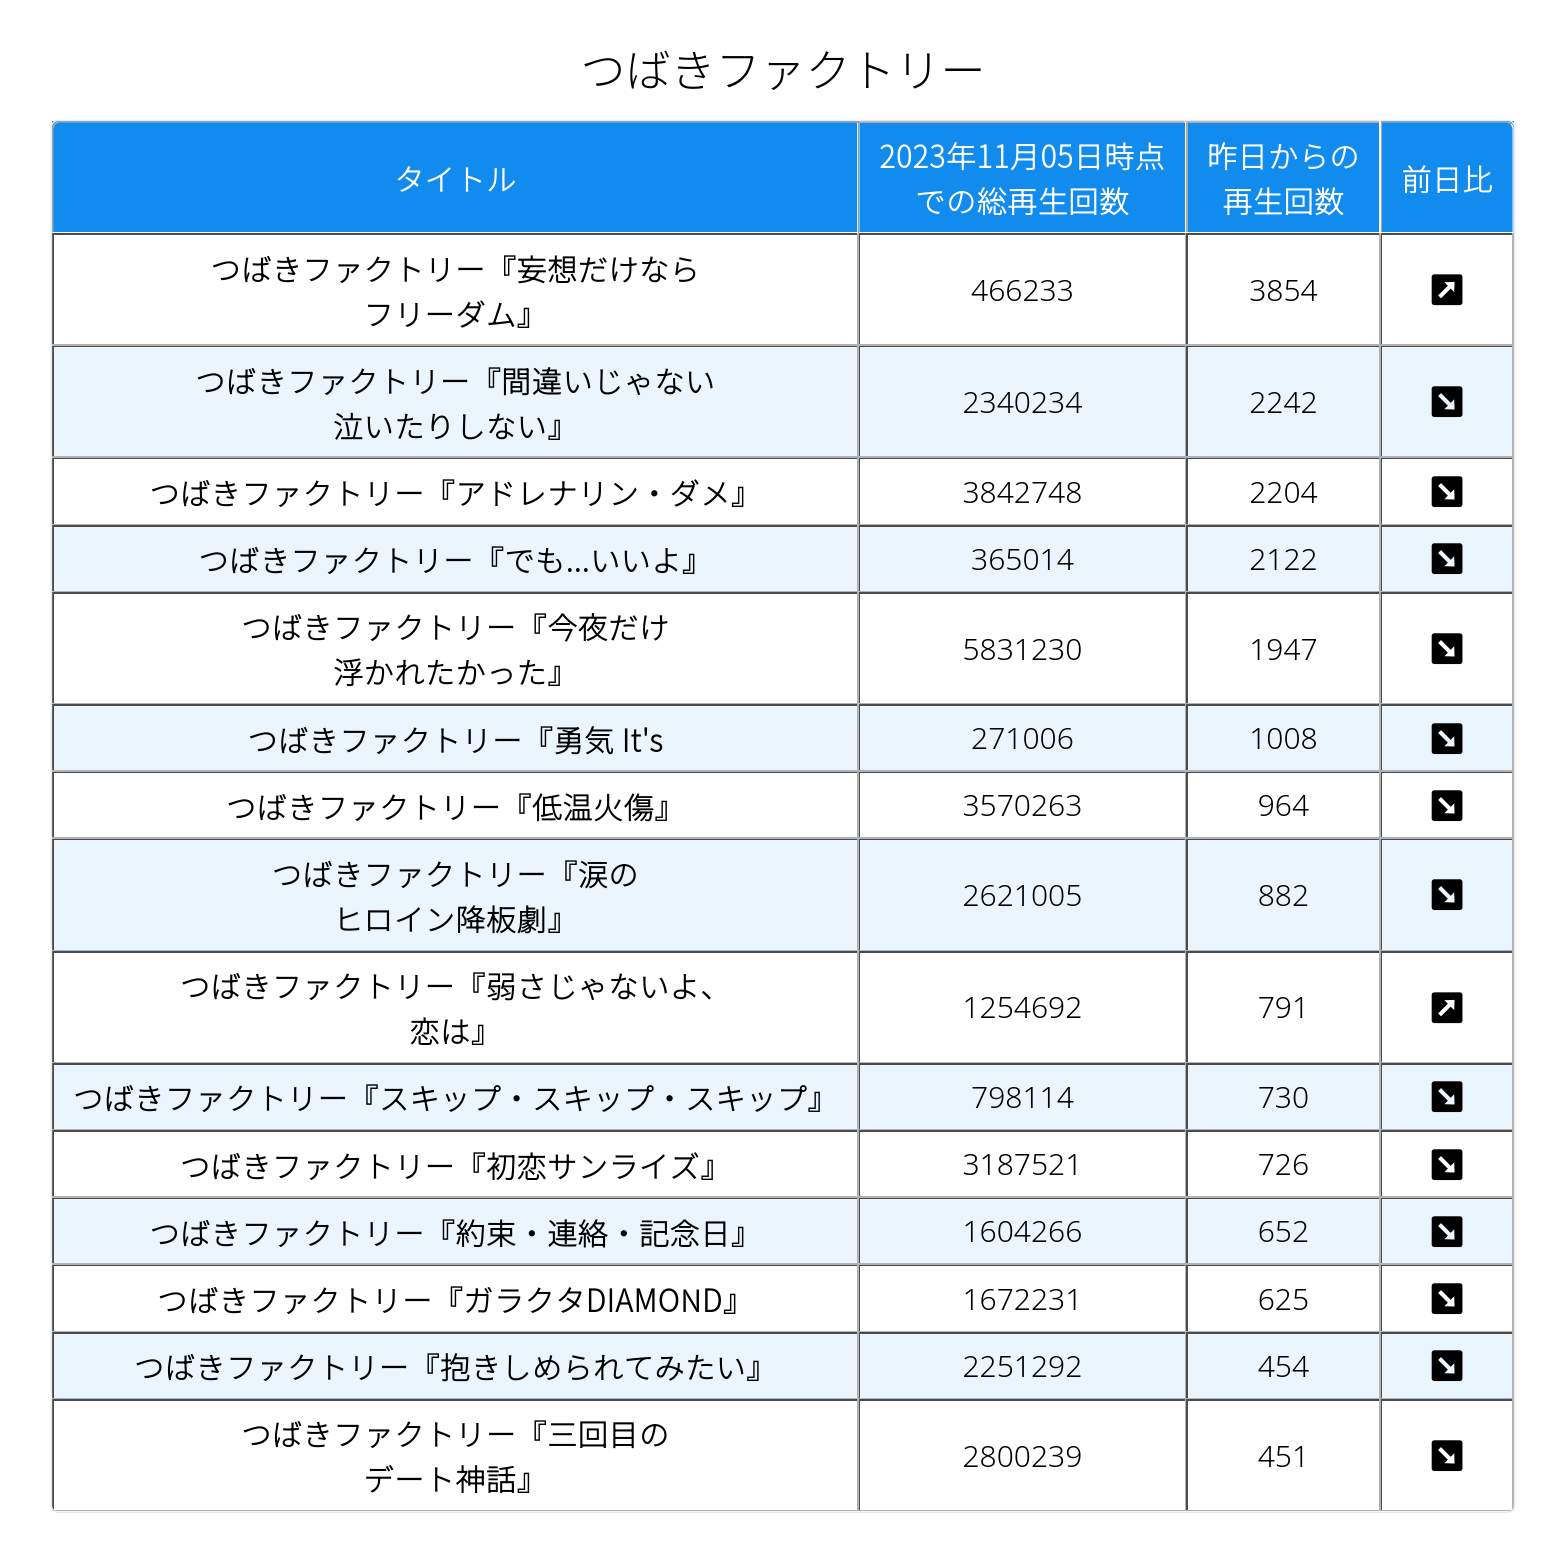 つばきファクトリー
タイトル
2023年11月05日時点
での総再生回数
昨日からの
再生回数
前日比
つばきファクトリー『妄想だけなら
フリーダム』
466233
3854
つばきファクトリー『間違いじゃない
泣いたりしない』
2340234
2242
つばきファクトリー『アドレナリン・ダメ』
3842748
2204
つばきファクトリー『でも...いいよ』
365014
2122
つばきファクトリー『今夜だけ
浮かれたかった』
5831230
1947
つばきファクトリー『勇気 It's
271006
1008
つばきファクトリー『低温火傷』
3570263
964
つばきファクトリー『涙の
ヒロイン降板劇』
2621005
882
つばきファクトリー『弱さじゃないよ、
恋は』
1254692
791
つばきファクトリー『スキップ・スキップ・スキップ』
798114
730
つばきファクトリー『初恋サンライズ』
3187521
726
つばきファクトリー『約束・連絡・記念日』
1604266
652
つばきファクトリー『ガラクタDIAMOND』
1672231
625
つばきファクトリー『抱きしめられてみたい』
2251292
454
つばきファクトリー『三回目の
デート神話』
2800239
451